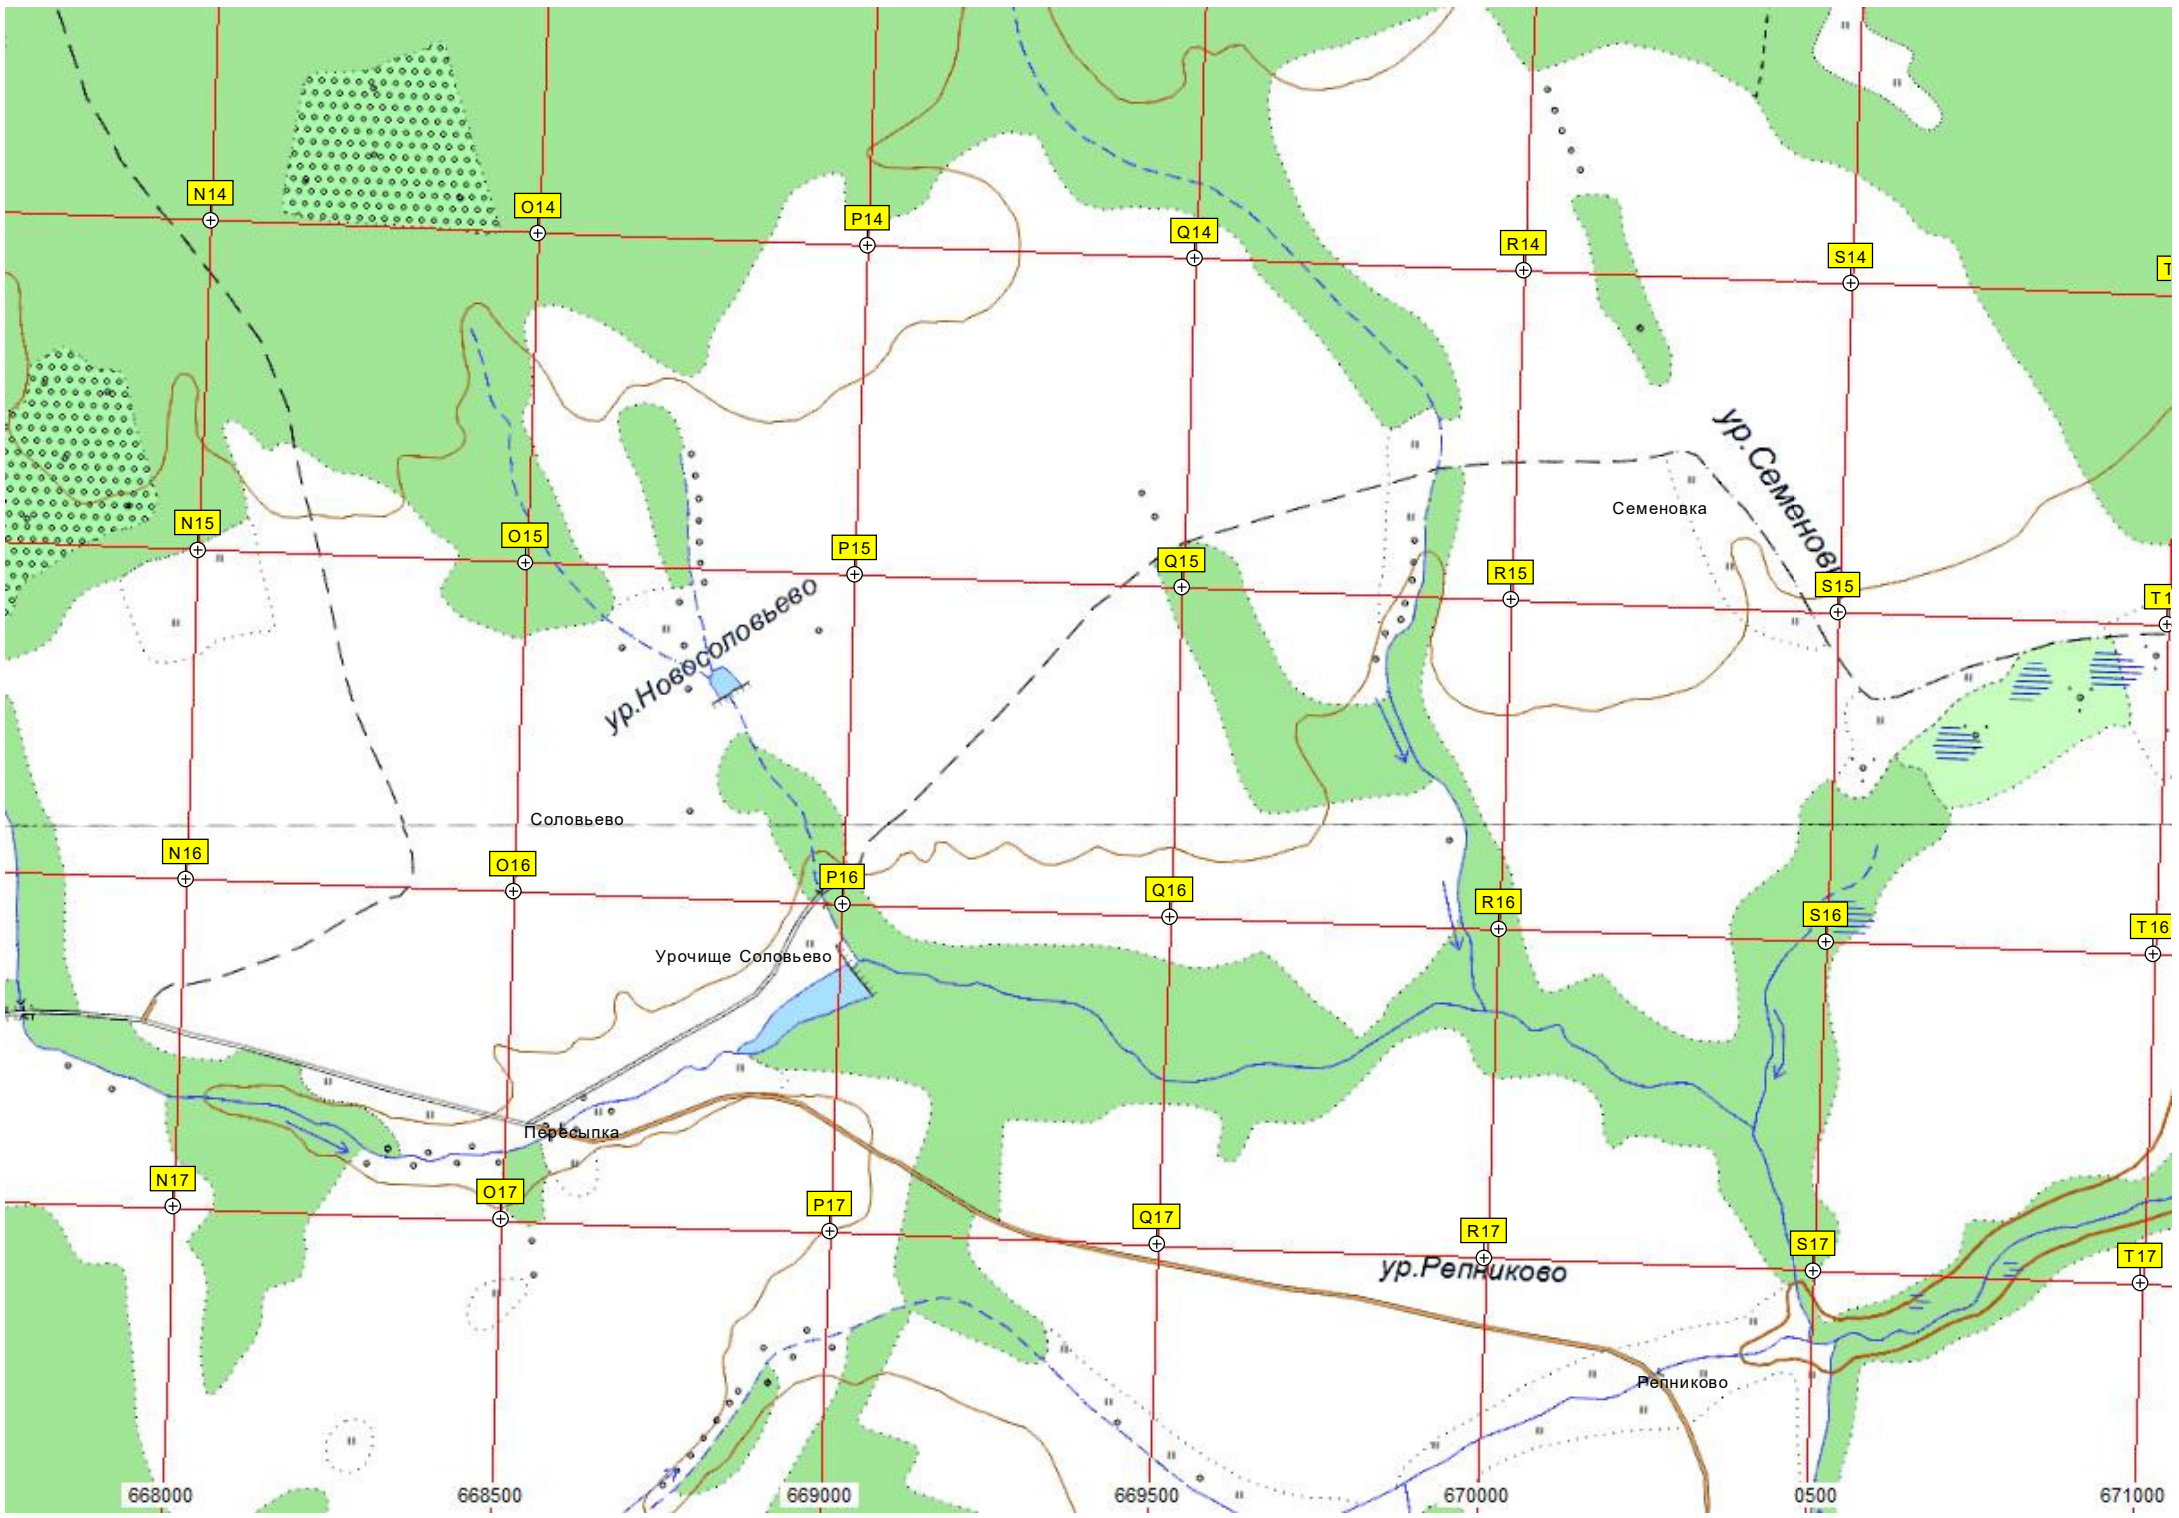 N14
O14
P14
Q14
R14
S14
T
ур.Семенов
Семеновка
N15
O15
P15
Q15
R15
S15
T1
ур.Новосоловьево
Соловьево
N16
O16
P16
Q16
R16
S16
T16
Урочище Соловьево
Пересыпка
N17
O17
P17
Q17
R17
S17
T17
ур.Репниково
Репниково
668000
668500
669000
669500
670000
0500
671000